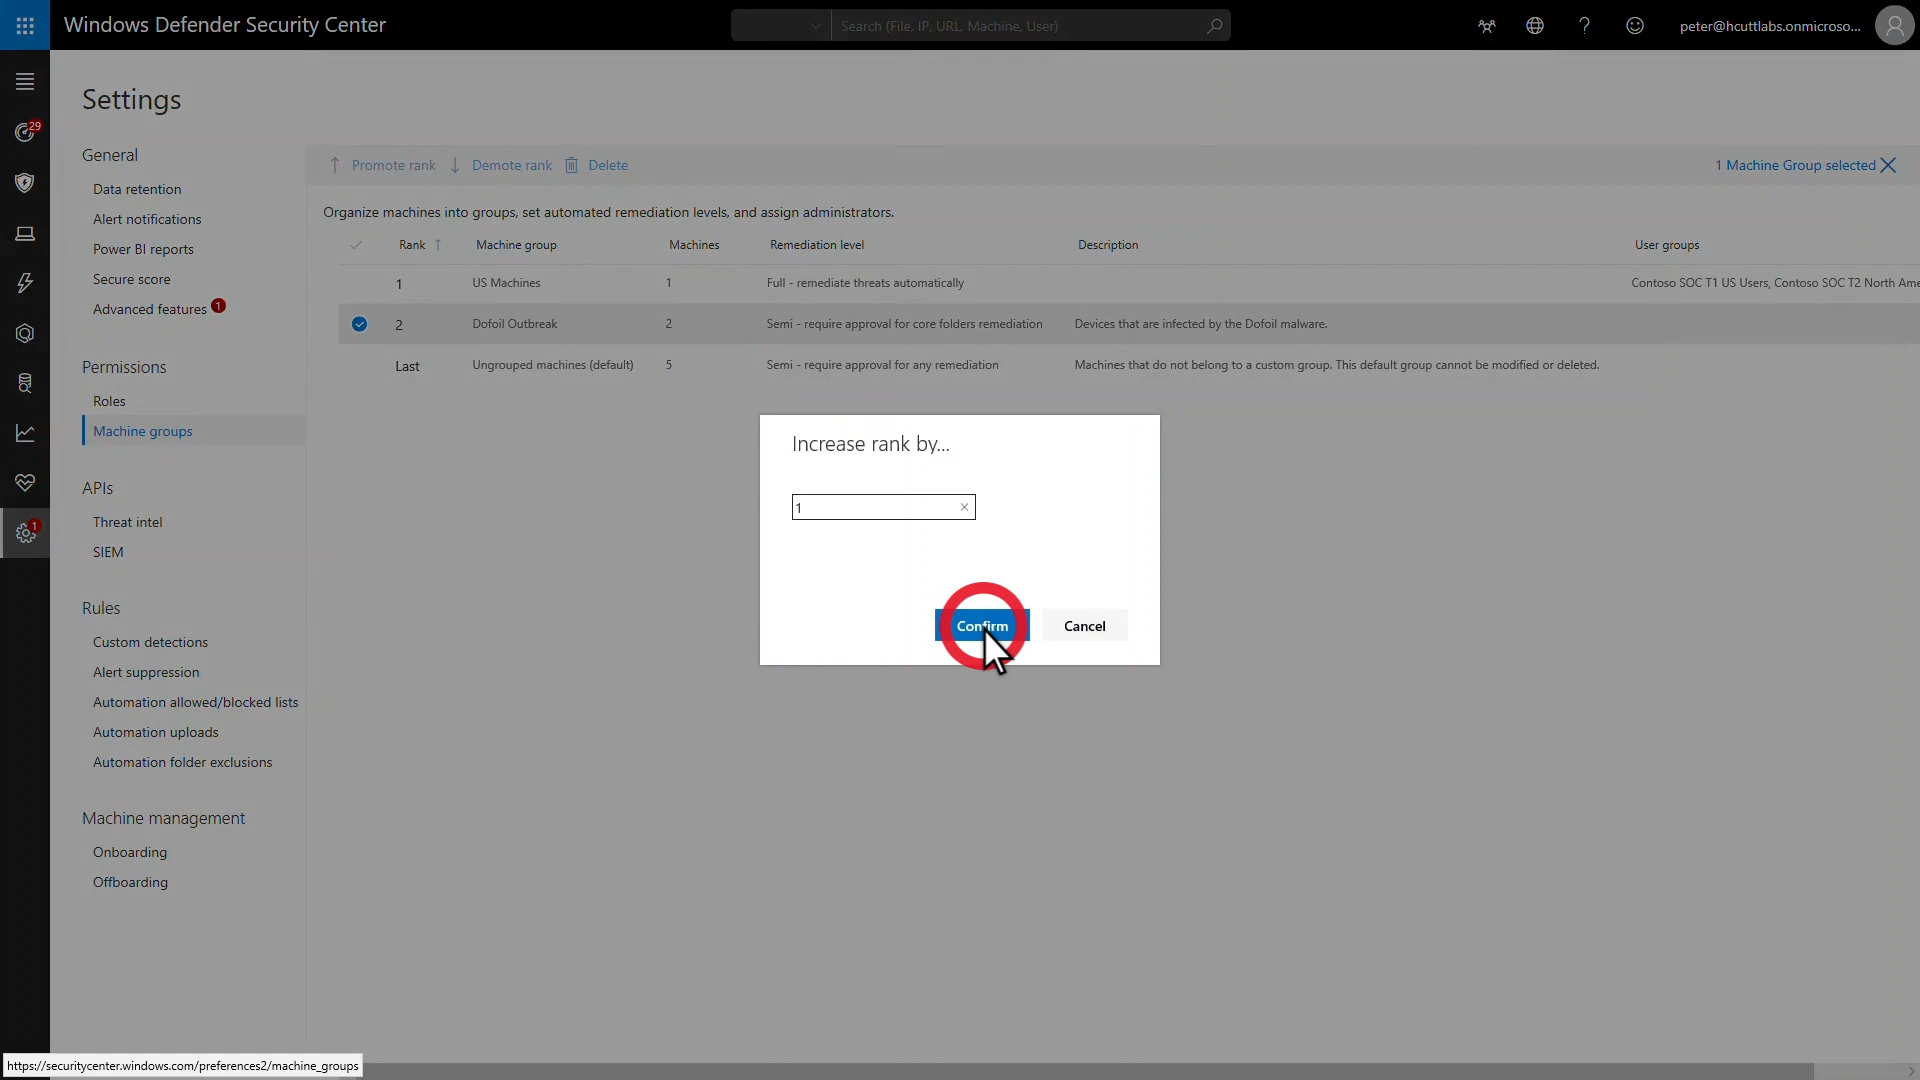 Windows Defender Security Center
Search (File, IP, URL, Machine, User)
peter@hcuttlabs.onmicroso...
29
1
Settings
General
Data retention
Alert notifications
Power BI reports
Secure score
Advanced features 1
Permissions
Roles
Machine groups
APIs
Threat intel
SIEM
Rules
Custom detections
Alert suppression
Automation allowed/blocked lists
Automation uploads
Automation folder exclusions
Machine management
Onboarding
Offboarding
Promote rank Demote rank Delete
1 Machine Group selected
Organize machines into groups, set automated remediation levels, and assign administrators.
Rank Machine group Machines Remediation level Description User groups
1 US Machines 1 Full - remediate threats automatically Contoso SOC T1 US Users, Contoso SOC T2 North Ame
2 Dofoil Outbreak 2 Semi - require approval for core folders remediation Devices that are infected by the Dofoil malware.
Last Ungrouped machines (default) 5 Semi - require approval for any remediation Machines that do not belong to a custom group. This default group cannot be modified or deleted.
Increase rank by...
1
Confirm Cancel
https://securitycenter.windows.com/preferences2/machine_groups